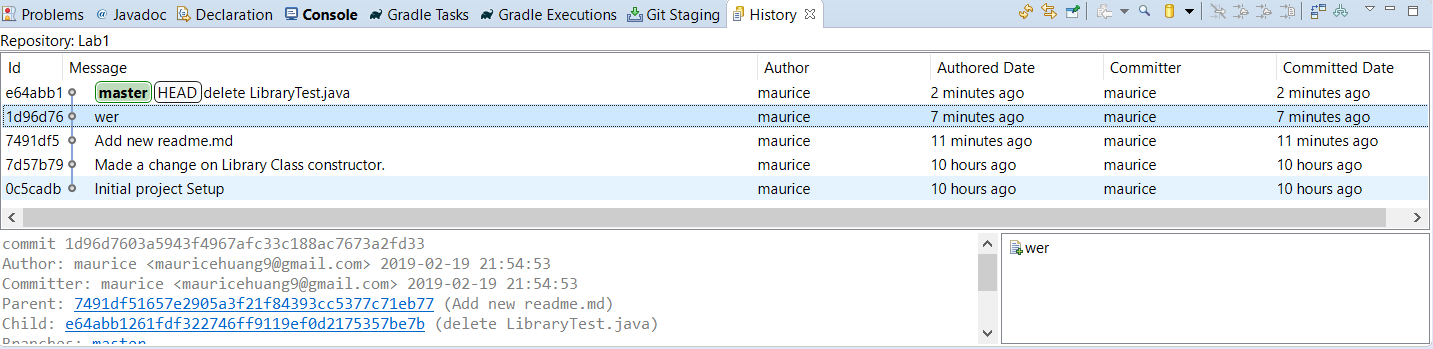 Problems @ Javadoc Declaration Console Gradle Tasks Gradle Executions Git Staging History
Repository: Lab1
Id Message Author Authored Date Committer Committed Date
e64abb1 master HEAD delete LibraryTest.java maurice 2 minutes ago maurice 2 minutes ago
1d96d76 wer maurice 7 minutes ago maurice 7 minutes ago
7491df5 Add new readme.md maurice 11 minutes ago maurice 11 minutes ago
7d57b79 Made a change on Library Class constructor. maurice 10 hours ago maurice 10 hours ago
0c5cadb Initial project Setup maurice 10 hours ago maurice 10 hours ago
commit 1d96d7603a5943f4967afc33c188ac7673a2fd33
Author: maurice <mauricehuang9@gmail.com> 2019-02-19 21:54:53
Committer: maurice <mauricehuang9@gmail.com> 2019-02-19 21:54:53
Parent: 7491df51657e2905a3f21f84393cc5377c71eb77 (Add new readme.md)
Child: e64abb1261fdf322746ff9119ef0d2175357be7b (delete LibraryTest.java)
Branches: master
wer